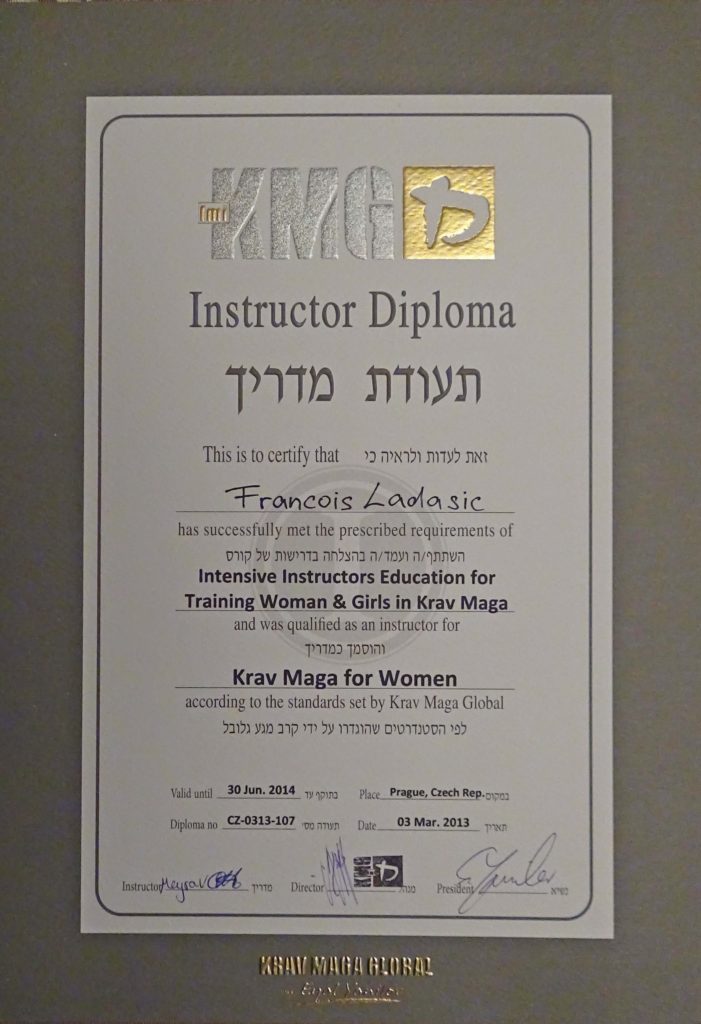 KMG
Instructor Diploma
תעודת מדריך
This is to certify that זאת לעדות ולראיה כי
Francois Ladasic
has successfully met the prescribed requirements of
השתתף/ה ועמד/ה בהצלחה בדרישות של קורס
Intensive Instructors Education for
Training Woman & Girls in Krav Maga
and was qualified as an instructor for
והוסמך כמדריך
Krav Maga for Women
according to the standards set by Krav Maga Global
לפי הסטנדרטים שהוגדרו על ידי קרב מגע גלובל
Valid until 30 Jun. 2014 בתוקף עד Place Prague, Czech Rep. במקום
Diploma no CZ-0313-107 תעודה מס' Date 03 Mar. 2013 תאריך
Instructor מדריך Director KMG מנהל President נשיא
KRAV MAGA GLOBAL